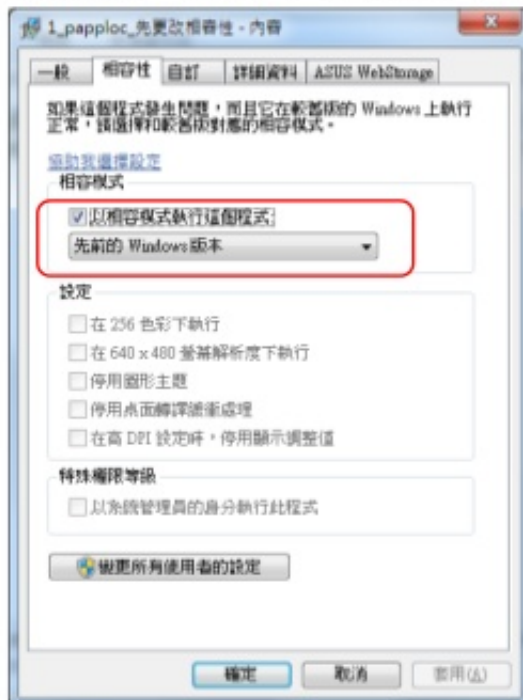 1_papploc_先更改相容性 - 內容
一般 相容性 自訂 詳細資料 ASUS WebStorage
如果這個程式發生問題，而且它在較舊版的 Windows 上執行
正常，請選擇和較舊版對應的相容模式。
協助我選擇設定
相容模式
以相容模式執行這個程式:
先前的 Windows 版本
設定
在 256 色彩下執行
在 640 x 480 螢幕解析度下執行
停用圖形主題
停用桌面轉譯緩衝處理
在高 DPI 設定時，停用顯示調整值
特殊權限等級
以系統管理員的身分執行此程式
變更所有使用者的設定
確定 取消 套用(A)